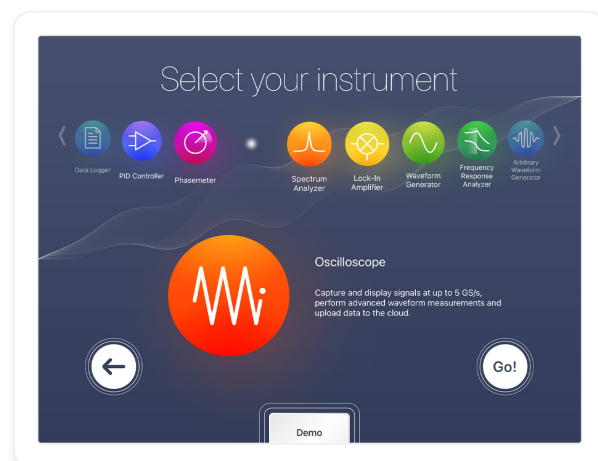 Select your instrument
Data Logger
PID Controller
Phasemeter
Spectrum
Analyzer
Lock-In
Amplifier
Waveform
Generator
Frequency
Response
Analyzer
Arbitrary
Waveform
Generator
Oscilloscope
Capture and display signals at up to 5 GS/s,
perform advanced waveform measurements and
upload data to the cloud.
Go!
Demo